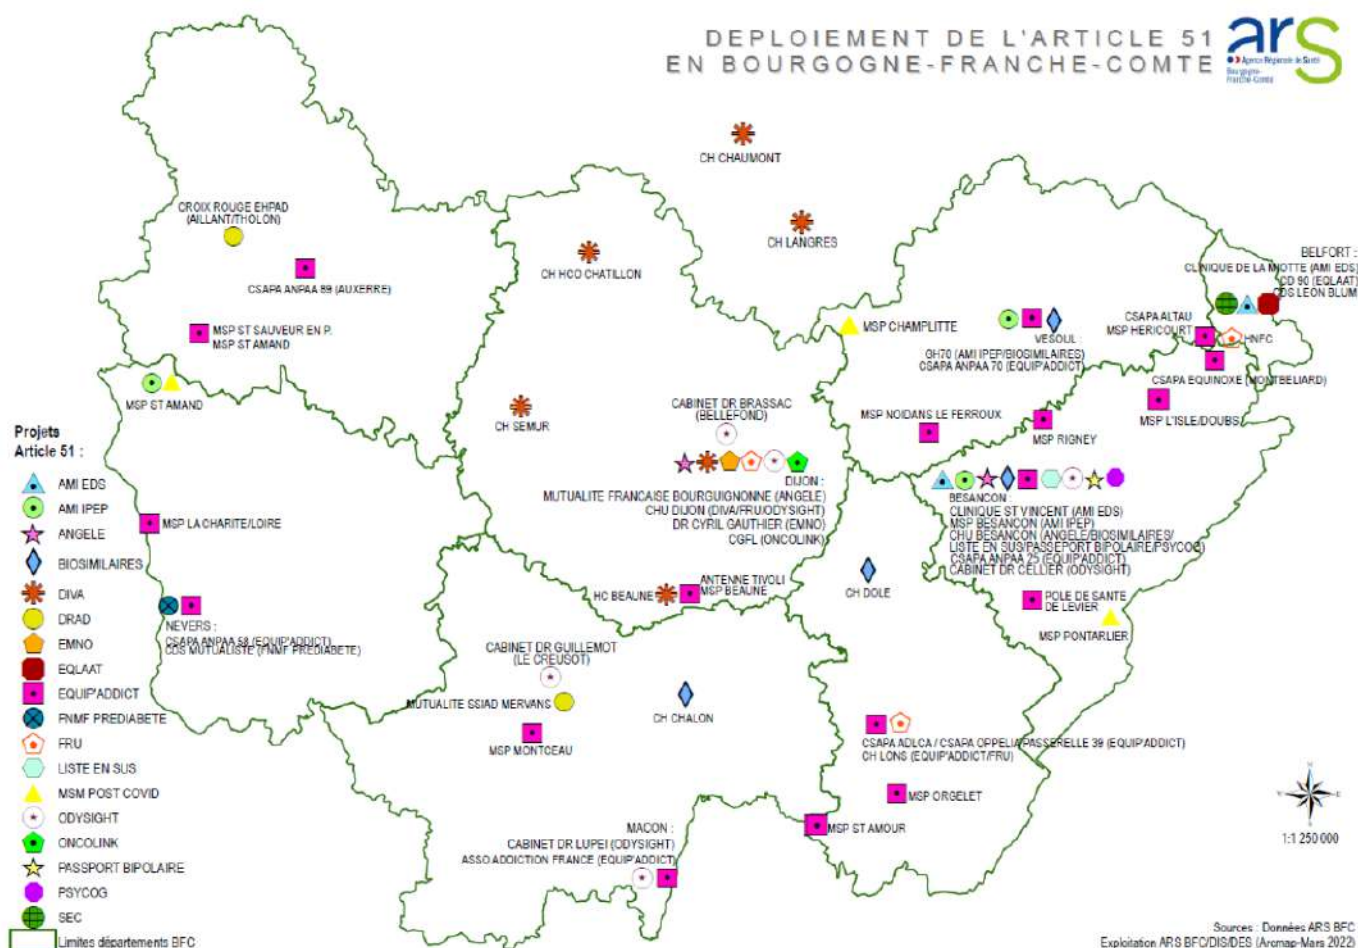 DEPLOIEMENT DE L'ARTICLE 51
EN BOURGOGNE-FRANCHE-COMTE
ars
Agence Régionale de Santé
Bourgogne-
Franche-Comté
CH CHAUMONT
CROIX ROUGE EHPAD
(AILLANT/THOLON)
CH LANGRES
CH HCO CHATILLON
CSAPA ANPAA 89 (AUXERRE)
BELFORT :
CLINIQUE DE LA MIOTTE (AMI EDS)
CD 90 (EQLAAT)
CDS LEON BLUM
MSP ST SAUVEUR EN P.
MSP ST AMAND
MSP CHAMPLITTE
CSAPA ALTAU
MSP HERICOURT
HNFC
VESOUL :
GH70 (AMI IPEP/BIOSIMILAIRES)
CSAPA ANPAA 70 (EQUIP'ADDICT)
CSAPA EQUINOXE (MONTBELIARD)
MSP ST AMAND
CH SEMUR
CABINET DR BRASSAC
(BELLEFOND)
MSP NOIDANS LE FERROUX
MSP RIGNEY
MSP L'ISLE/DOUBS
DIJON :
MUTUALITE FRANCAISE BOURGUIGNONNE (ANGELE)
CHU DIJON (DIVA/FRU/ODYSIGHT)
DR CYRIL GAUTHIER (EMNO)
CGFL (ONCOLINK)
BESANCON :
CLINIQUE ST VINCENT (AMI EDS)
MSP BESANCON (AMI IPEP)
CHU BESANCON (ANGELE/BIOSIMILAIRES/
LISTE EN SUS/PASSEPORT BIPOLAIRE/PSYCOG)
CSAPA ANPAA 25 (EQUIP'ADDICT)
CABINET DR CELLIER (ODYSIGHT)
MSP LA CHARITE/LOIRE
HC BEAUNE
ANTENNE TIVOLI
MSP BEAUNE
CH DOLE
POLE DE SANTE
DE LEVIER
MSP PONTARLIER
NEVERS :
CSAPA ANPAA 58 (EQUIP'ADDICT)
CDS MUTUALISTE (FNMF PREDIABETE)
CABINET DR GUILLEMOT
(LE CREUSOT)
MUTUALITE SSIAD MERVANS
CH CHALON
MSP MONTCEAU
CSAPA ADLCA / CSAPA OPPELIA PASSERELLE 39 (EQUIP'ADDICT)
CH LONS (EQUIP'ADDICT/FRU)
MSP ORGELET
MSP ST AMOUR
MACON :
CABINET DR LUPEI (ODYSIGHT)
ASSO ADDICTION FRANCE (EQUIP'ADDICT)
Projets
Article 51 :
AMI EDS
AMI IPEP
ANGELE
BIOSIMILAIRES
DIVA
DRAD
EMNO
EQLAAT
EQUIP'ADDICT
FNMF PREDIABETE
FRU
LISTE EN SUS
MSM POST COVID
ODYSIGHT
ONCOLINK
PASSPORT BIPOLAIRE
PSYCOG
SEC
Limites départements BFC
1:1 250 000
Sources : Données ARS BFC
Exploitation ARS BFC/DIS/DES (Arcmap-Mars 2022)